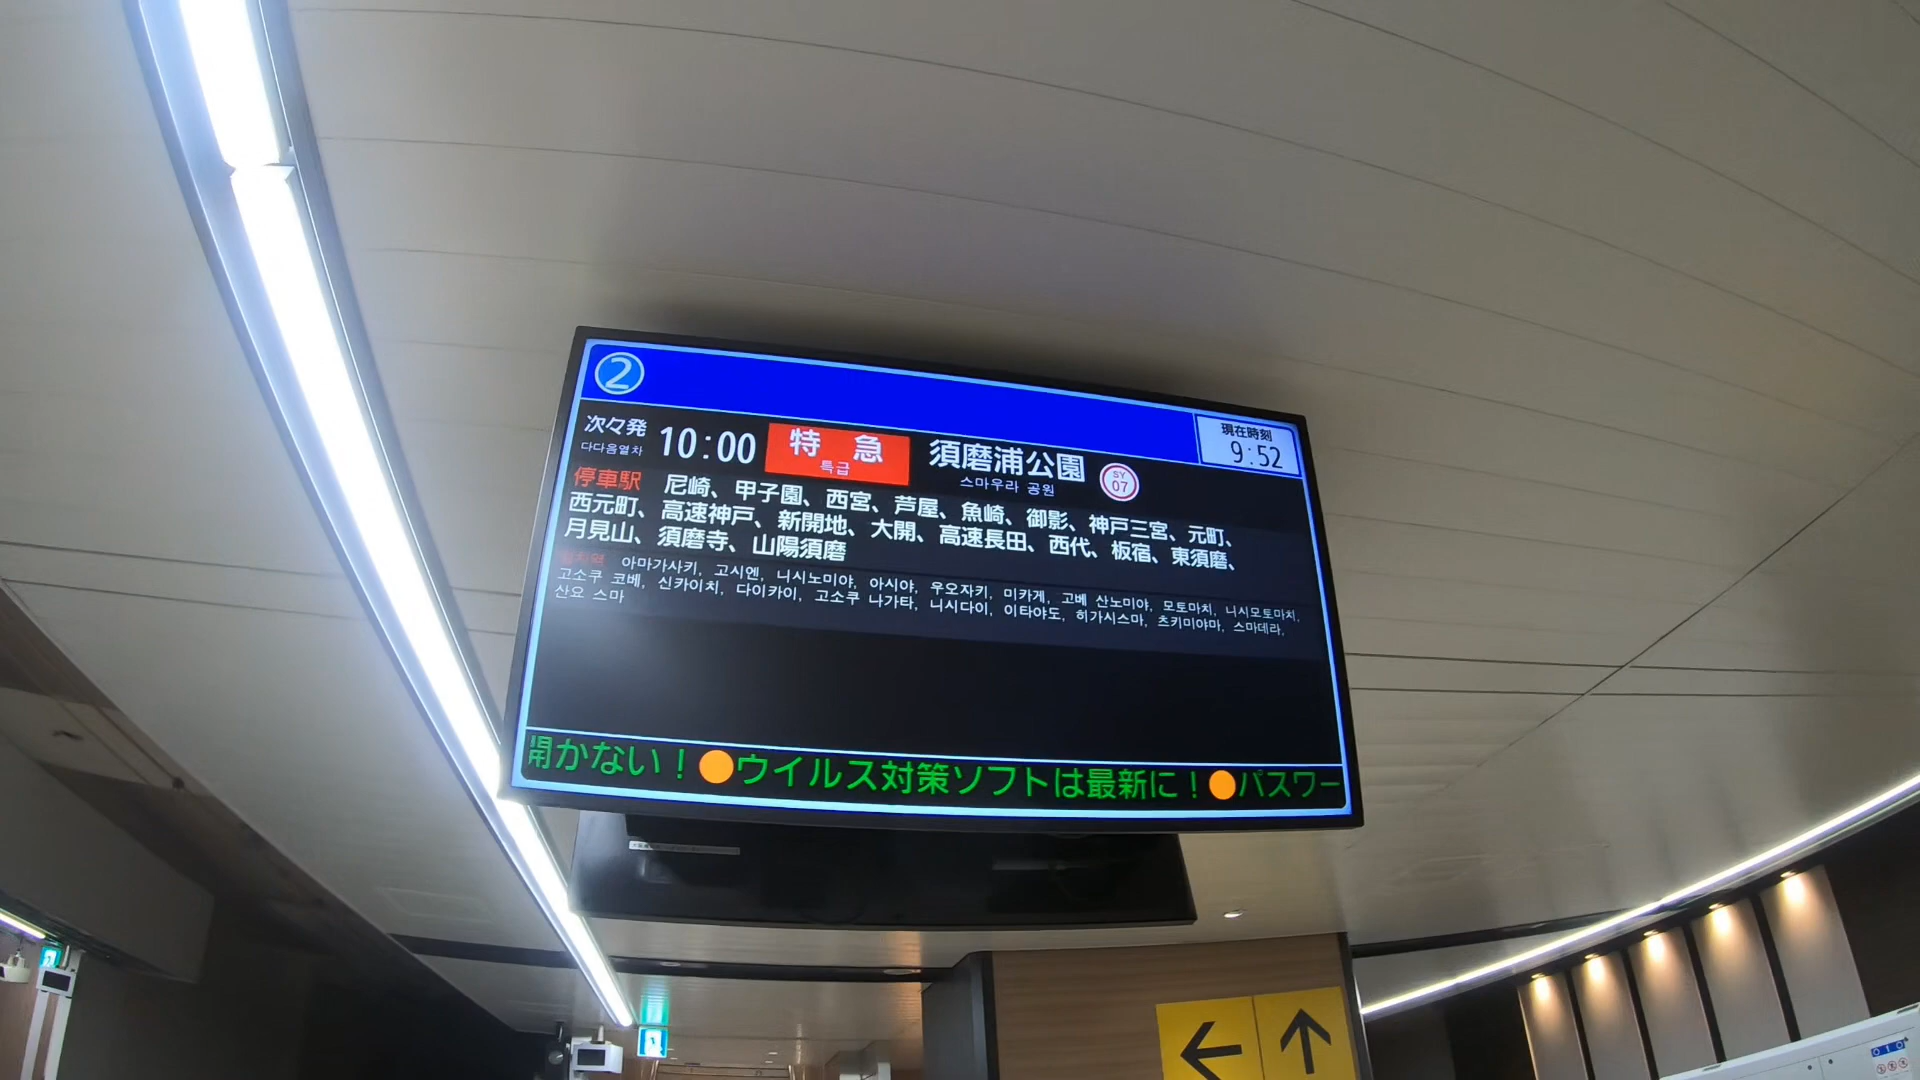 ②
現在時刻
9:52
次々発 10:00 特急 須磨浦公園 SY 07
다다음열차 특급 스마우라 공원
停車駅 尼崎、甲子園、西宮、芦屋、魚崎、御影、神戸三宮、元町、
西元町、高速神戸、新開地、大開、高速長田、西代、板宿、東須磨、
月見山、須磨寺、山陽須磨
아마가사키, 고시엔, 니시노미야, 아시야, 우오자키, 미카게, 고베 산노미야, 모토마치, 니시모토마치,
고소쿠 코베, 신카이치, 다이카이, 고소쿠 나가타, 니시다이, 이타야도, 히가시스마, 츠키미야마, 스마데라,
산요 스마
開かない！●ウイルス対策ソフトは最新に！●パスワー